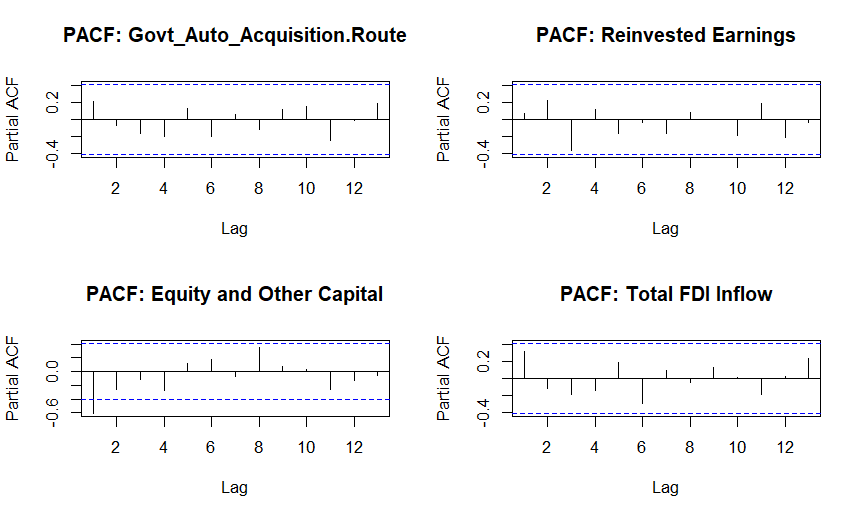 PACF: Govt_Auto_Acquisition.Route
Partial ACF
0.2
-0.4
2 4 6 8 10 12
Lag
PACF: Reinvested Earnings
Partial ACF
0.2
-0.4
2 4 6 8 10 12
Lag
PACF: Equity and Other Capital
Partial ACF
0.0
-0.6
2 4 6 8 10 12
Lag
PACF: Total FDI Inflow
Partial ACF
0.2
-0.4
2 4 6 8 10 12
Lag